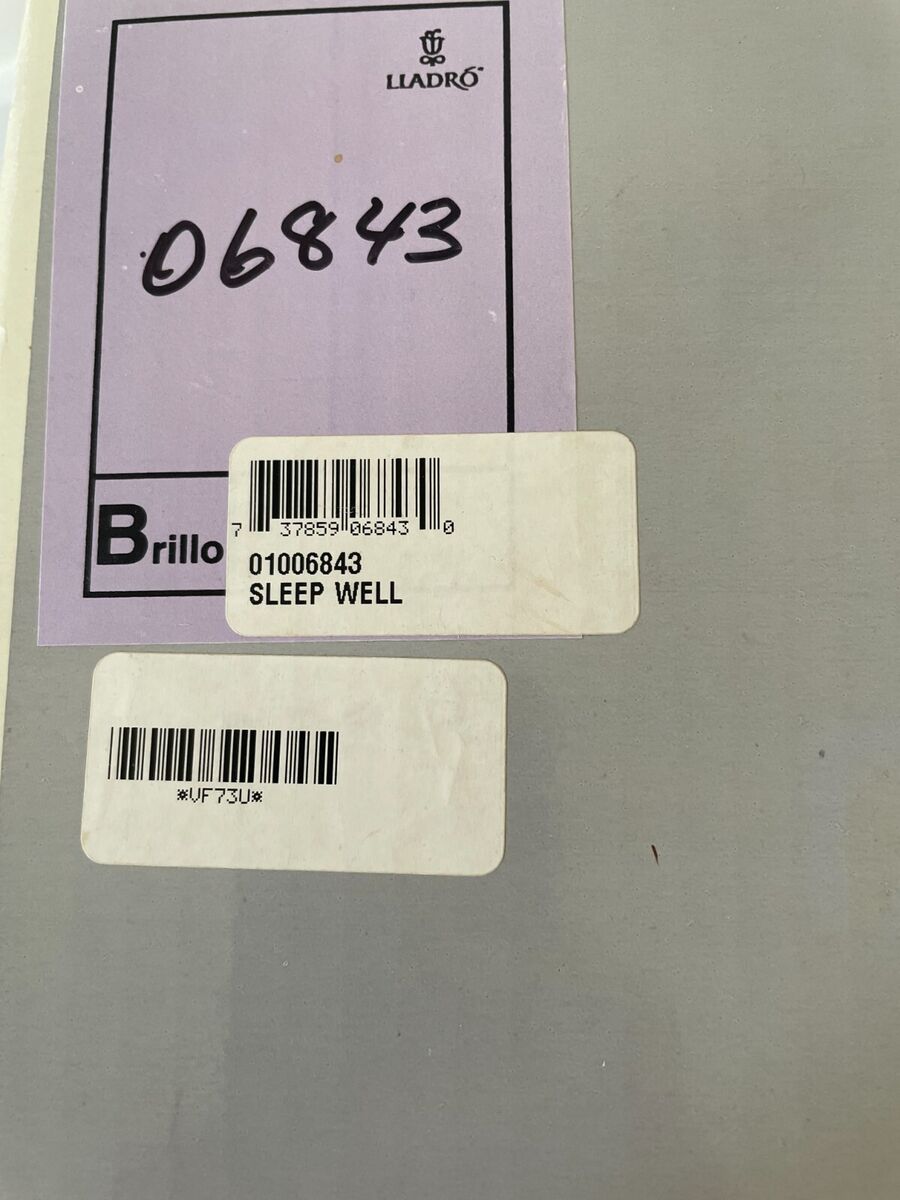 LLADRÓ
06843
Brillo
7 37859 06843 0
01006843
SLEEP WELL
*VF73U*